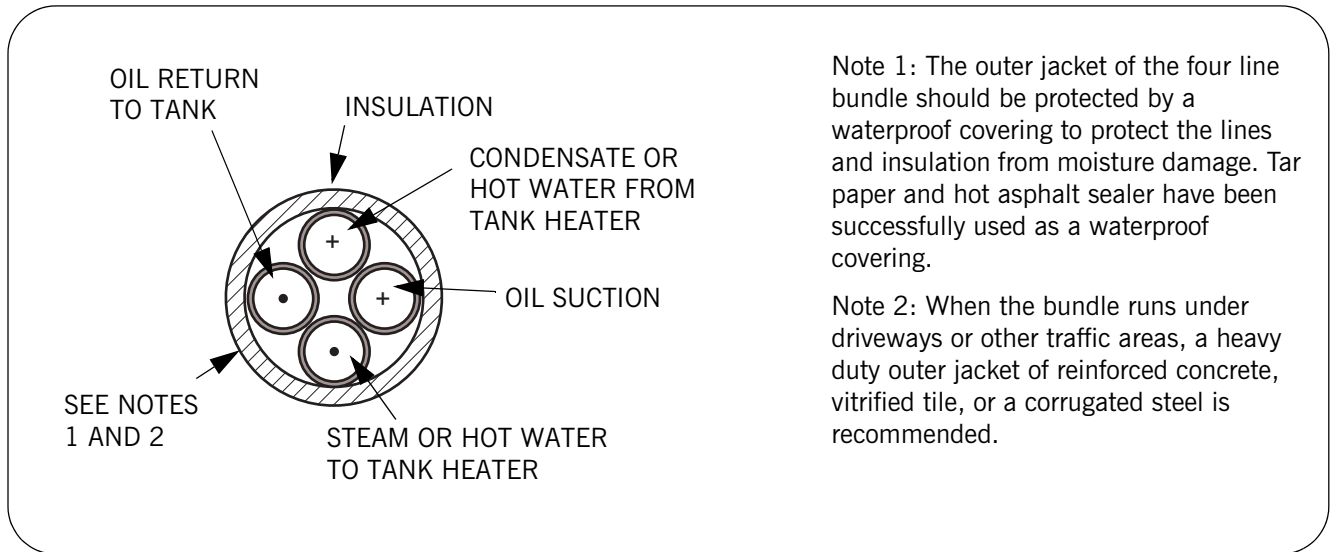 OIL RETURN
TO TANK
INSULATION
CONDENSATE OR
HOT WATER FROM
TANK HEATER
OIL SUCTION
SEE NOTES
1 AND 2
STEAM OR HOT WATER
TO TANK HEATER
Note 1: The outer jacket of the four line
bundle should be protected by a
waterproof covering to protect the lines
and insulation from moisture damage. Tar
paper and hot asphalt sealer have been
successfully used as a waterproof
covering.
Note 2: When the bundle runs under
driveways or other traffic areas, a heavy
duty outer jacket of reinforced concrete,
vitrified tile, or a corrugated steel is
recommended.